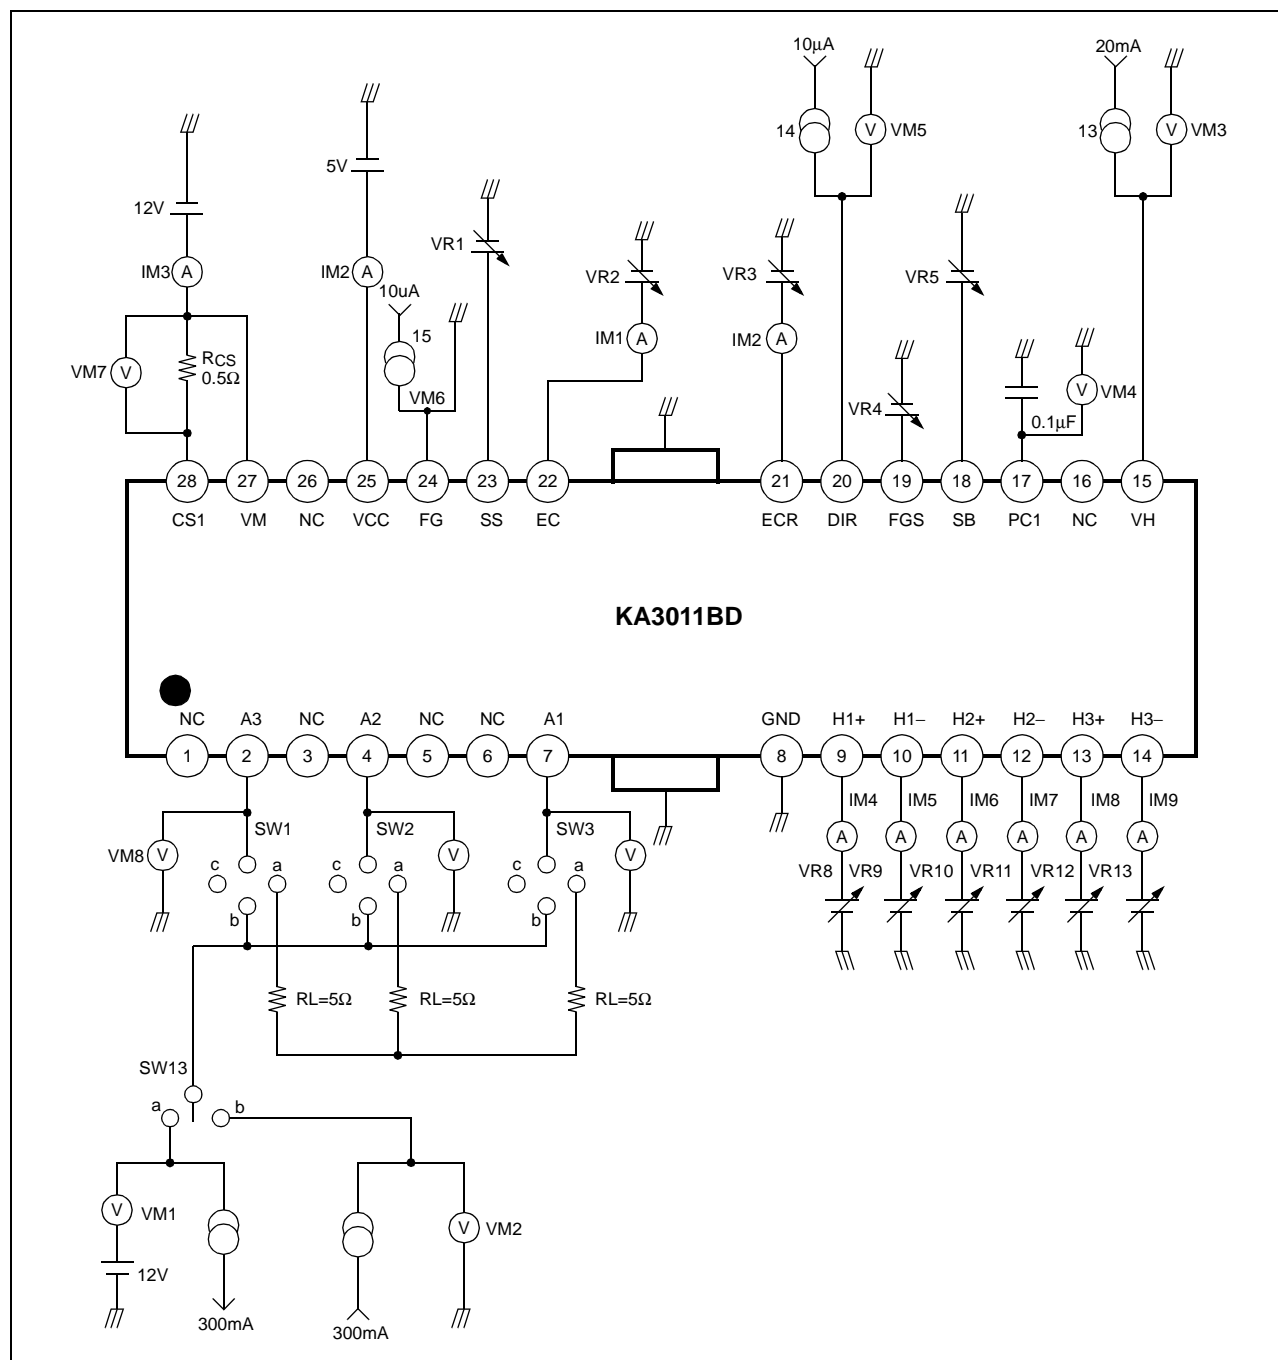 10µA
20mA
14
V
VM5
13
V
VM3
5V
12V
VR1
IM3
A
IM2
A
10uA
15
VR2
IM1
A
VR3
IM2
A
VR5
VM7
V
RCS
0.5Ω
VM6
VR4
0.1µF
V
VM4
28
27
26
25
24
23
22
21
20
19
18
17
16
15
CS1
VM
NC
VCC
FG
SS
EC
ECR
DIR
FGS
SB
PC1
NC
VH
KA3011BD
NC
A3
NC
A2
NC
NC
A1
GND
H1+
H1−
H2+
H2−
H3+
H3−
1
2
3
4
5
6
7
8
9
10
11
12
13
14
IM4
IM5
IM6
IM7
IM8
IM9
A
A
A
A
A
A
SW1
SW2
SW3
VM8
V
V
V
c
a
c
a
c
a
b
b
b
VR8
VR9
VR10
VR11
VR12
VR13
RL=5Ω
RL=5Ω
RL=5Ω
SW13
a
b
V
VM1
V
VM2
12V
300mA
300mA